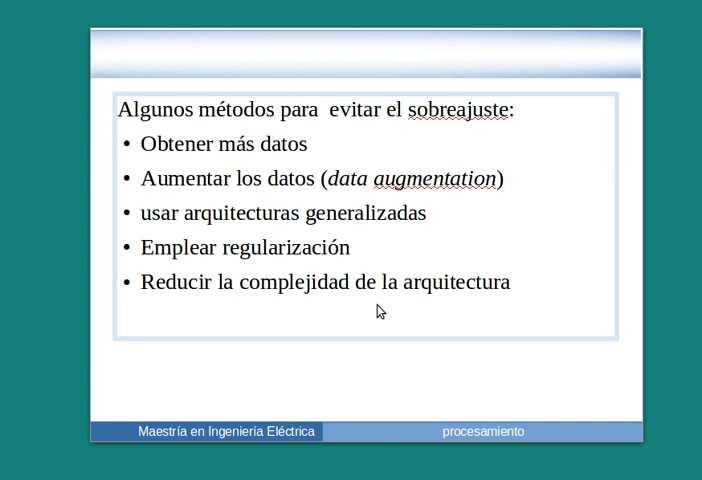 Algunos métodos para  evitar el sobreajuste:
• Obtener más datos
• Aumentar los datos (data augmentation)
• usar arquitecturas generalizadas
• Emplear regularización
• Reducir la complejidad de la arquitectura
Maestría en Ingeniería Eléctrica
procesamiento